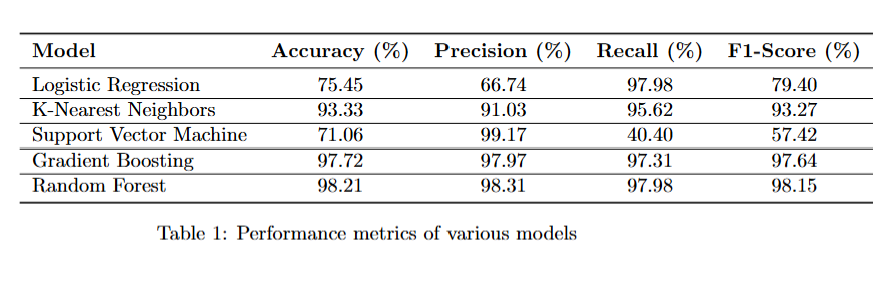 Model Accuracy (%) Precision (%) Recall (%) F1-Score (%)
Logistic Regression 75.45 66.74 97.98 79.40
K-Nearest Neighbors 93.33 91.03 95.62 93.27
Support Vector Machine 71.06 99.17 40.40 57.42
Gradient Boosting 97.72 97.97 97.31 97.64
Random Forest 98.21 98.31 97.98 98.15
Table 1: Performance metrics of various models